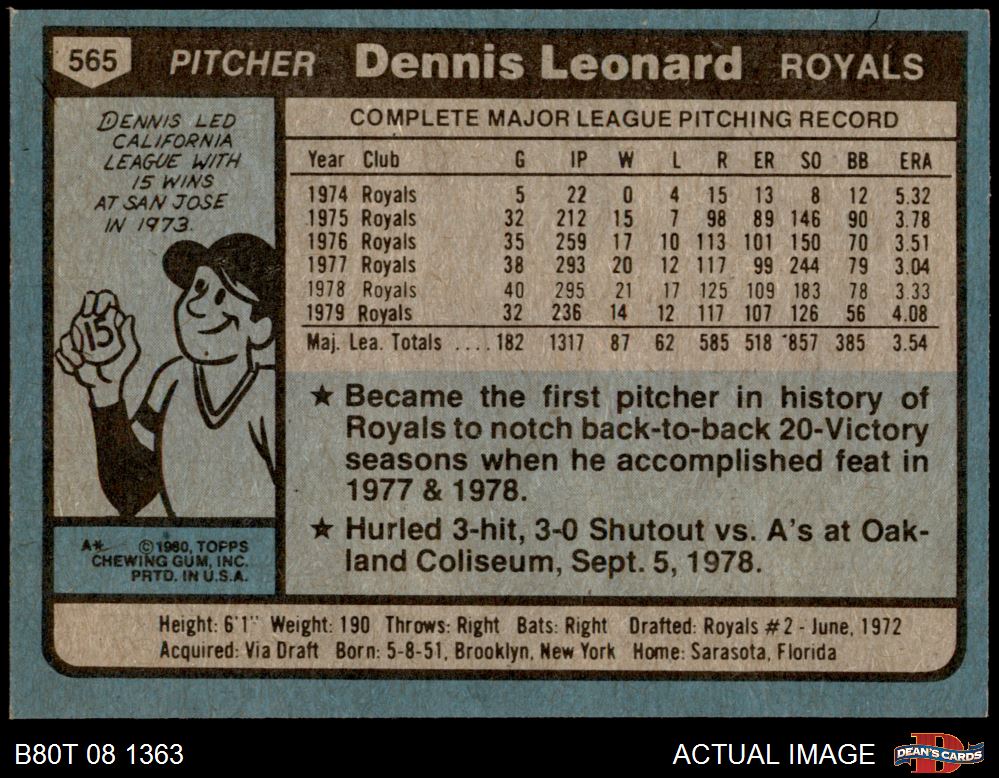 565 PITCHER Dennis Leonard ROYALS
DENNIS LED
CALIFORNIA
LEAGUE WITH
15 WINS
AT SAN JOSE
IN 1973.
15
COMPLETE MAJOR LEAGUE PITCHING RECORD
Year Club G IP W L R ER SO BB ERA
1974 Royals 5 22 0 4 15 13 8 12 5.32
1975 Royals 32 212 15 7 98 89 146 90 3.78
1976 Royals 35 259 17 10 113 101 150 70 3.51
1977 Royals 38 293 20 12 117 99 244 79 3.04
1978 Royals 40 295 21 17 125 109 183 78 3.33
1979 Royals 32 236 14 12 117 107 126 56 4.08
Maj. Lea. Totals .... 182 1317 87 62 585 518 857 385 3.54
★ Became the first pitcher in history of
Royals to notch back-to-back 20-Victory
seasons when he accomplished feat in
1977 & 1978.
★ Hurled 3-hit, 3-0 Shutout vs. A's at Oak-
land Coliseum, Sept. 5, 1978.
A* ©1980, TOPPS
CHEWING GUM, INC.
PRTD. IN U.S.A.
Height: 6'1" Weight: 190 Throws: Right Bats: Right Drafted: Royals #2 - June, 1972
Acquired: Via Draft Born: 5-8-51, Brooklyn, New York Home: Sarasota, Florida
B80T 08 1363 ACTUAL IMAGE DEAN'S CARDS